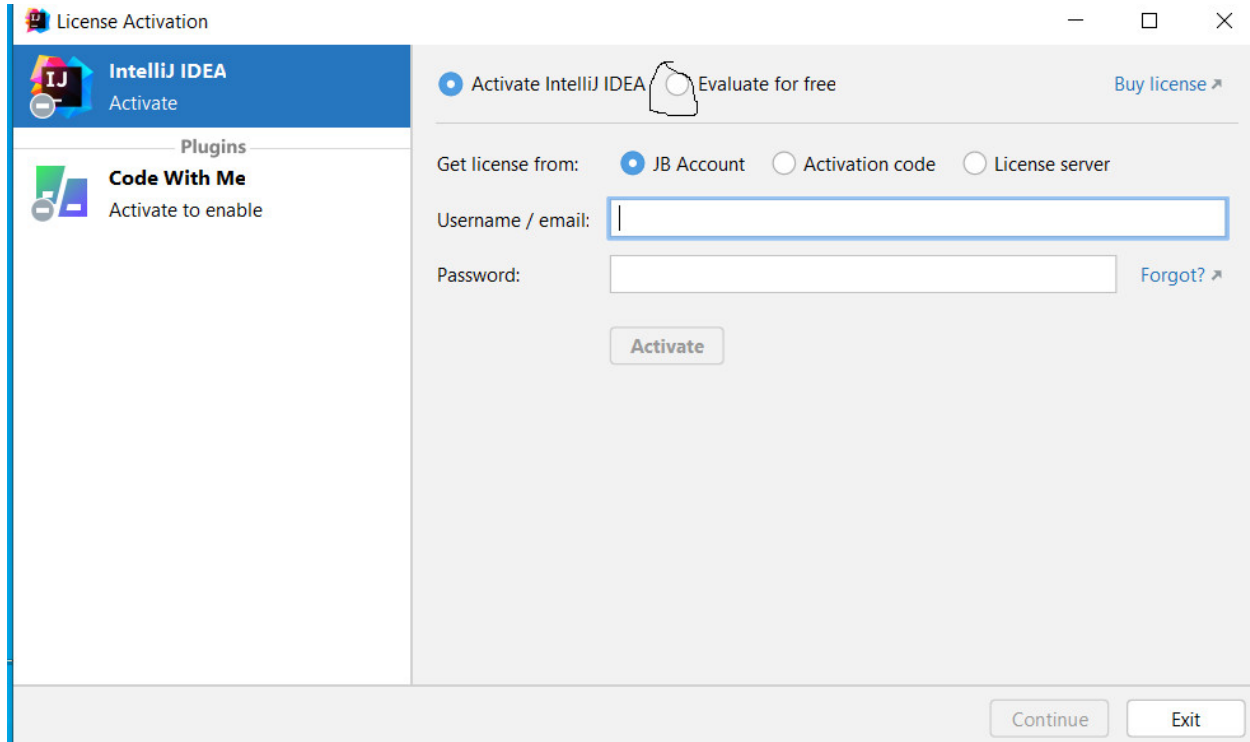 License Activation
IJ
IntelliJ IDEA
Activate
Plugins
Code With Me
Activate to enable
Activate IntelliJ IDEA Evaluate for free Buy license
Get license from: JB Account Activation code License server
Username / email:
Password: Forgot?
Activate
Continue Exit